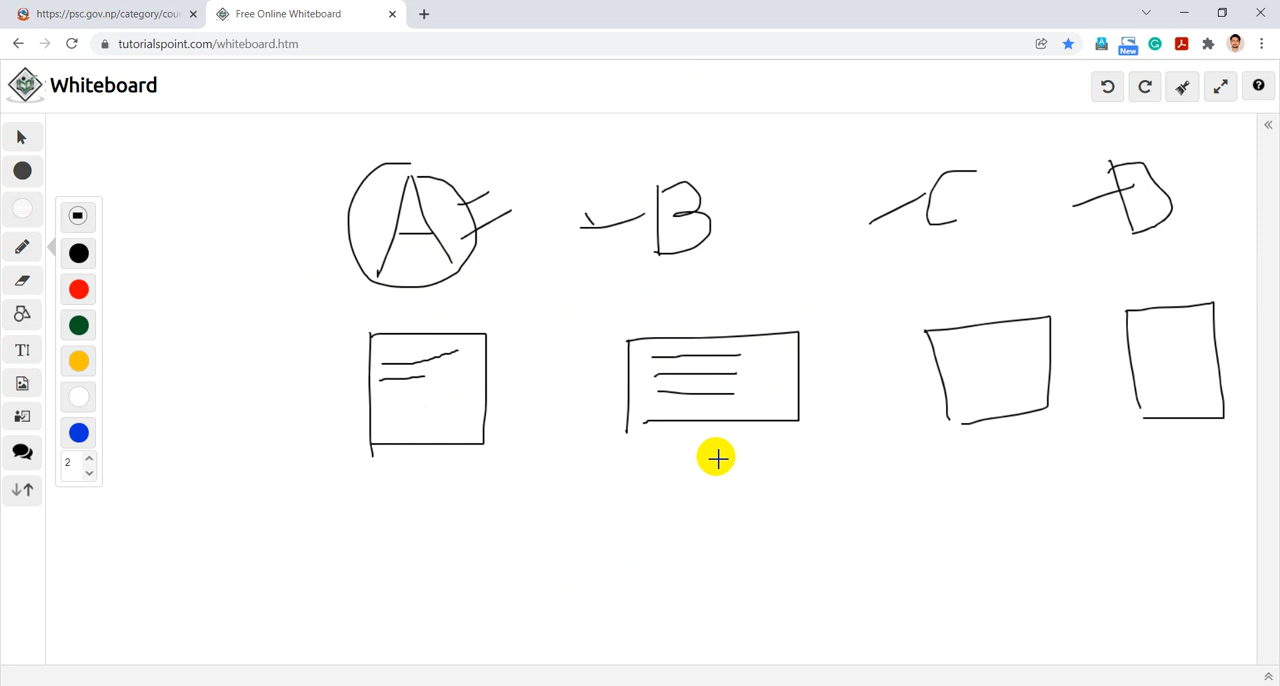 https://psc.gov.np/category/cou
Free Online Whiteboard
tutorialspoint.com/whiteboard.htm
New
Whiteboard
A B C D
T
2